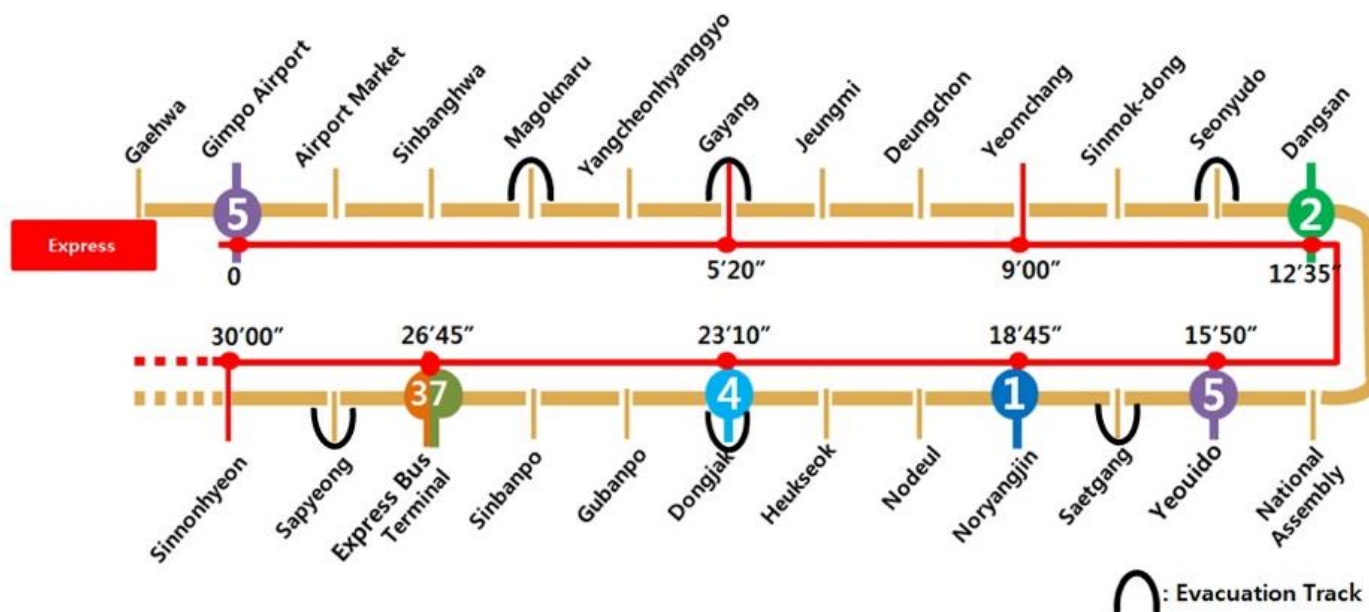 Gaehwa
Gimpo Airport
Airport Market
Sinbanghwa
Magoknaru
Yangcheonhyanggyo
Gayang
Jeungmi
Deungchon
Yeomchang
Sinmok-dong
Seonyudo
Dangsan
5
2
Express
0
5'20"
9'00"
12'35"
30'00"
26'45"
23'10"
18'45"
15'50"
37
4
1
5
Sinnonhyeon
Sapyeong
Express Bus
Terminal
Sinbanpo
Gubanpo
Dongjak
Heukseok
Nodeul
Noryangjin
Saetgang
Yeouido
National
Assembly
: Evacuation Track